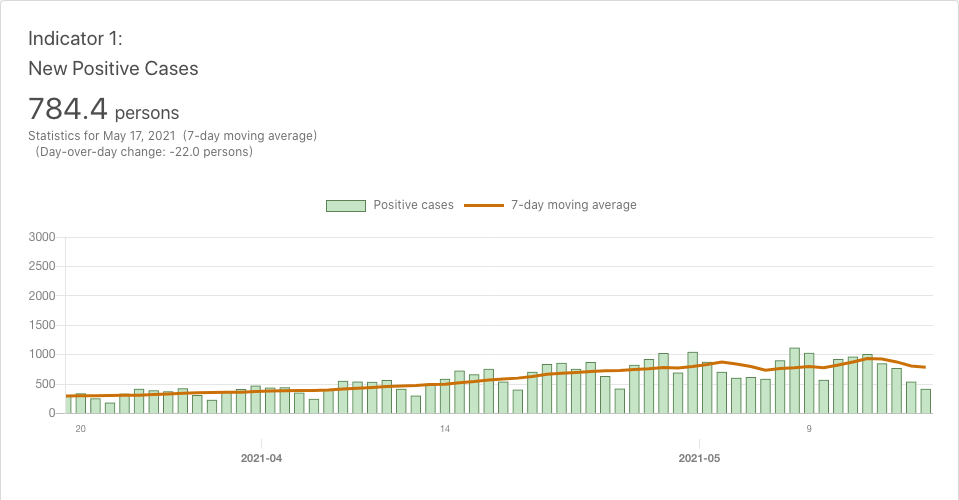 Indicator 1:
New Positive Cases
784.4 persons
Statistics for May 17, 2021 (7-day moving average)
(Day-over-day change: -22.0 persons)
Positive cases 7-day moving average
3000
2500
2000
1500
1000
500
0
20 14 9
2021-04 2021-05